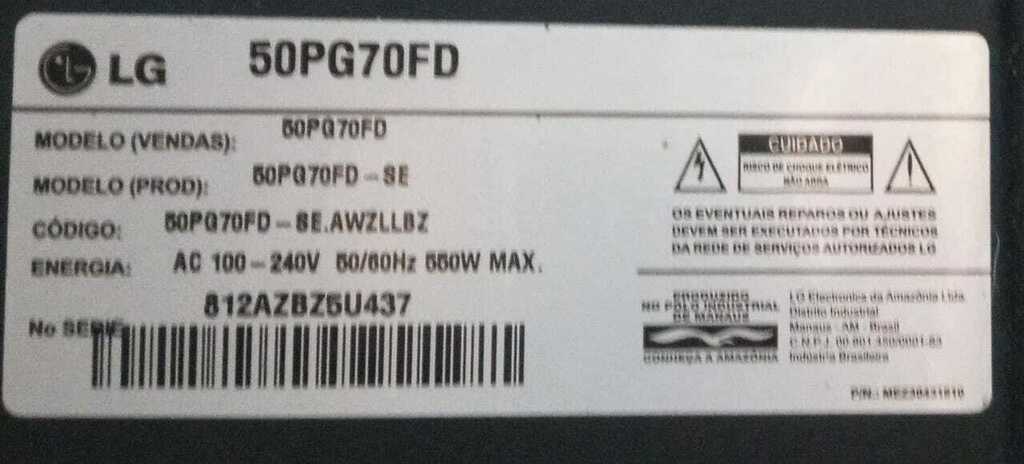 LG 50PG70FD
MODELO (VENDAS): 50PG70FD
MODELO (PROD): 50PG70FD-SE
CÓDIGO: 50PG70FD-SE.AWZLLBZ
ENERGIA: AC 100-240V 50/60Hz 550W MAX.
812AZBZ5U437
No SERIE:
CUIDADO
RISCO DE CHOQUE ELÉTRICO
NÃO ABRA
OS EVENTUAIS REPAROS OU AJUSTES
DEVEM SER EXECUTADOS POR TÉCNICOS
DA REDE DE SERVIÇOS AUTORIZADOS LG
PRODUZIDO
NO POLO INDUSTRIAL
DE MANAUS
CONHEÇA A AMAZÔNIA
LG Electronics da Amazônia Ltda.
Distrito Industrial
Manaus - AM - Brasil
C.N.P.J.
Indústria Brasileira
P/N.: